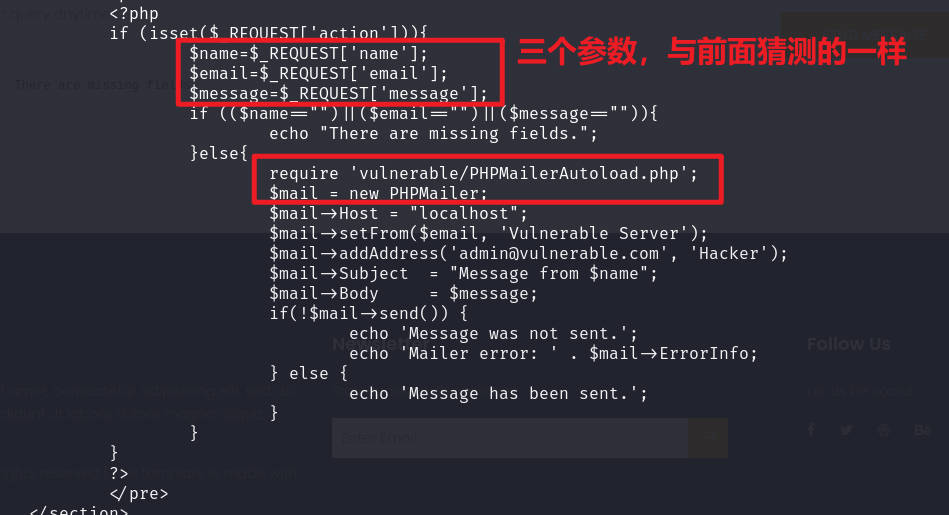 <?php
if (isset($_REQUEST['action'])){
$name=$_REQUEST['name'];
三个参数，与前面猜测的一样
$email=$_REQUEST['email'];
$message=$_REQUEST['message'];
There are missing
if (($name=="")||($email=="")||($message=="")){
echo "There are missing fields.";
}else{
require 'vulnerable/PHPMailerAutoload.php';
$mail = new PHPMailer;
$mail->Host = "localhost";
$mail->setFrom($email, 'Vulnerable Server');
$mail->addAddress('admin@vulnerable.com', 'Hacker');
$mail->Subject  = "Message from $name";
$mail->Body     = $message;
if(!$mail->send()) {
echo 'Message was not sent.';
Follow Us
echo 'Mailer error: ' . $mail->ErrorInfo;
} else {
echo 'Message has been sent.';
}
}
Enter Email
}
?>
</pre>
</section>